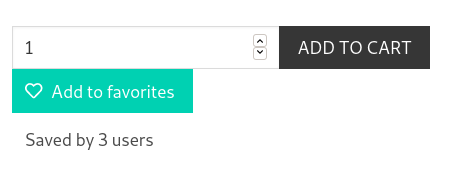 1 ADD TO CART
Add to favorites
Saved by 3 users